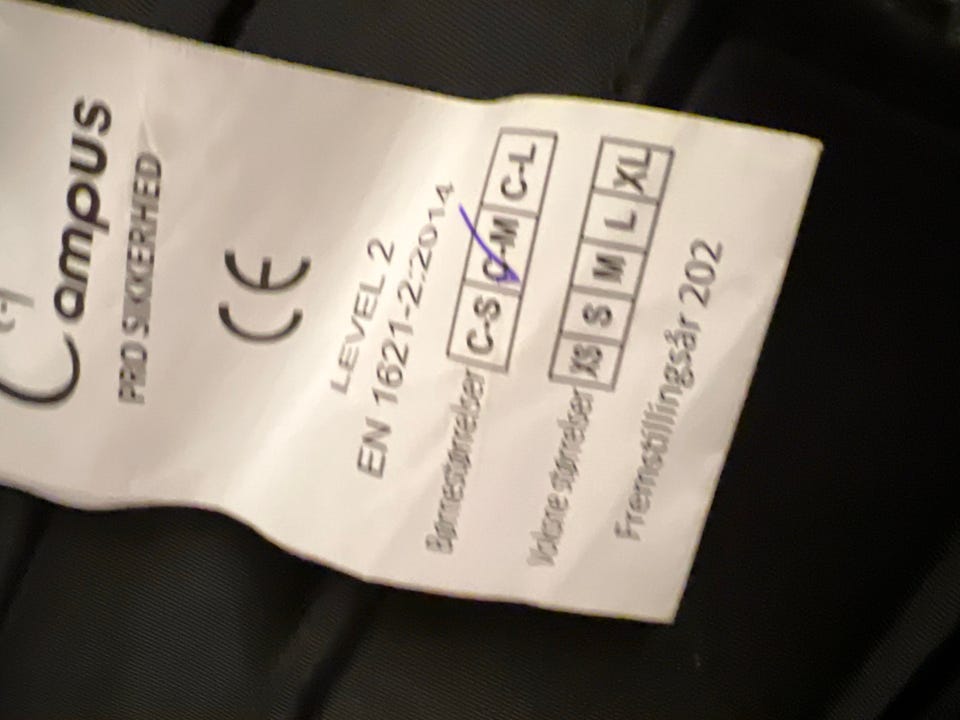 Campus
PRO SIKKERHED
CE
LEVEL 2
EN 1621-2:2014
Børnestørrelser C-S C-M C-L
Voksne størrelser XS S M L XL
Fremstillingsår 202